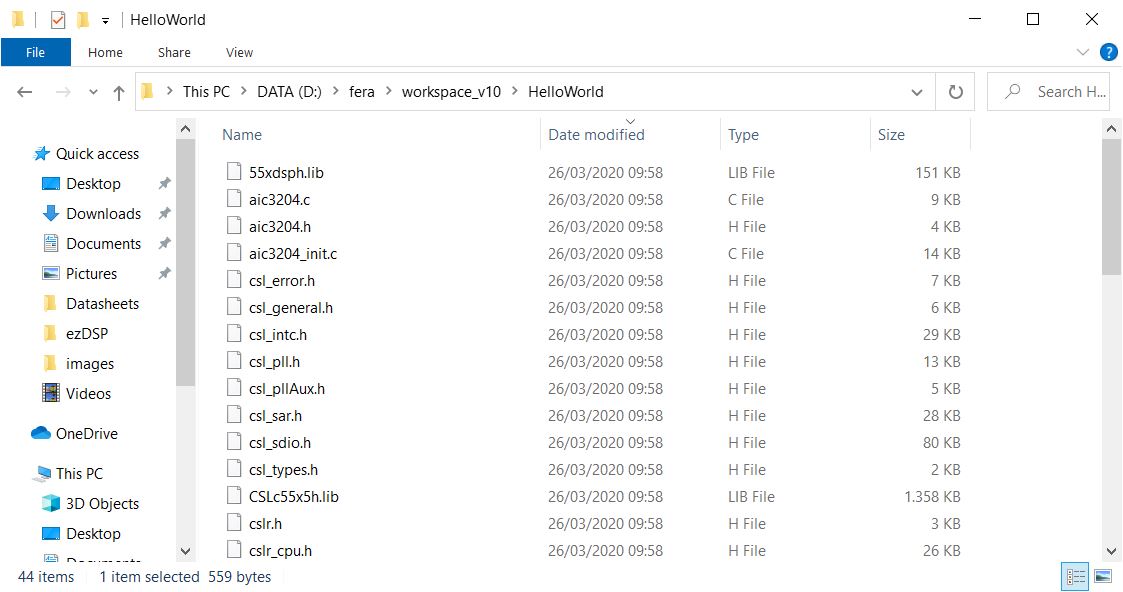 HelloWorld
File Home Share View
This PC DATA (D:) fera workspace_v10 HelloWorld Search H...
Quick access
Desktop
Downloads
Documents
Pictures
Datasheets
ezDSP
images
Videos
OneDrive
This PC
3D Objects
Desktop
Documents
Name Date modified Type Size
55xdsph.lib 26/03/2020 09:58 LIB File 151 KB
aic3204.c 26/03/2020 09:58 C File 9 KB
aic3204.h 26/03/2020 09:58 H File 4 KB
aic3204_init.c 26/03/2020 09:58 C File 14 KB
csl_error.h 26/03/2020 09:58 H File 7 KB
csl_general.h 26/03/2020 09:58 H File 6 KB
csl_intc.h 26/03/2020 09:58 H File 29 KB
csl_pll.h 26/03/2020 09:58 H File 13 KB
csl_pllAux.h 26/03/2020 09:58 H File 5 KB
csl_sar.h 26/03/2020 09:58 H File 28 KB
csl_sdio.h 26/03/2020 09:58 H File 80 KB
csl_types.h 26/03/2020 09:58 H File 2 KB
CSLc55x5h.lib 26/03/2020 09:58 LIB File 1.358 KB
cslr.h 26/03/2020 09:58 H File 3 KB
cslr_cpu.h 26/03/2020 09:58 H File 26 KB
44 items 1 item selected 559 bytes